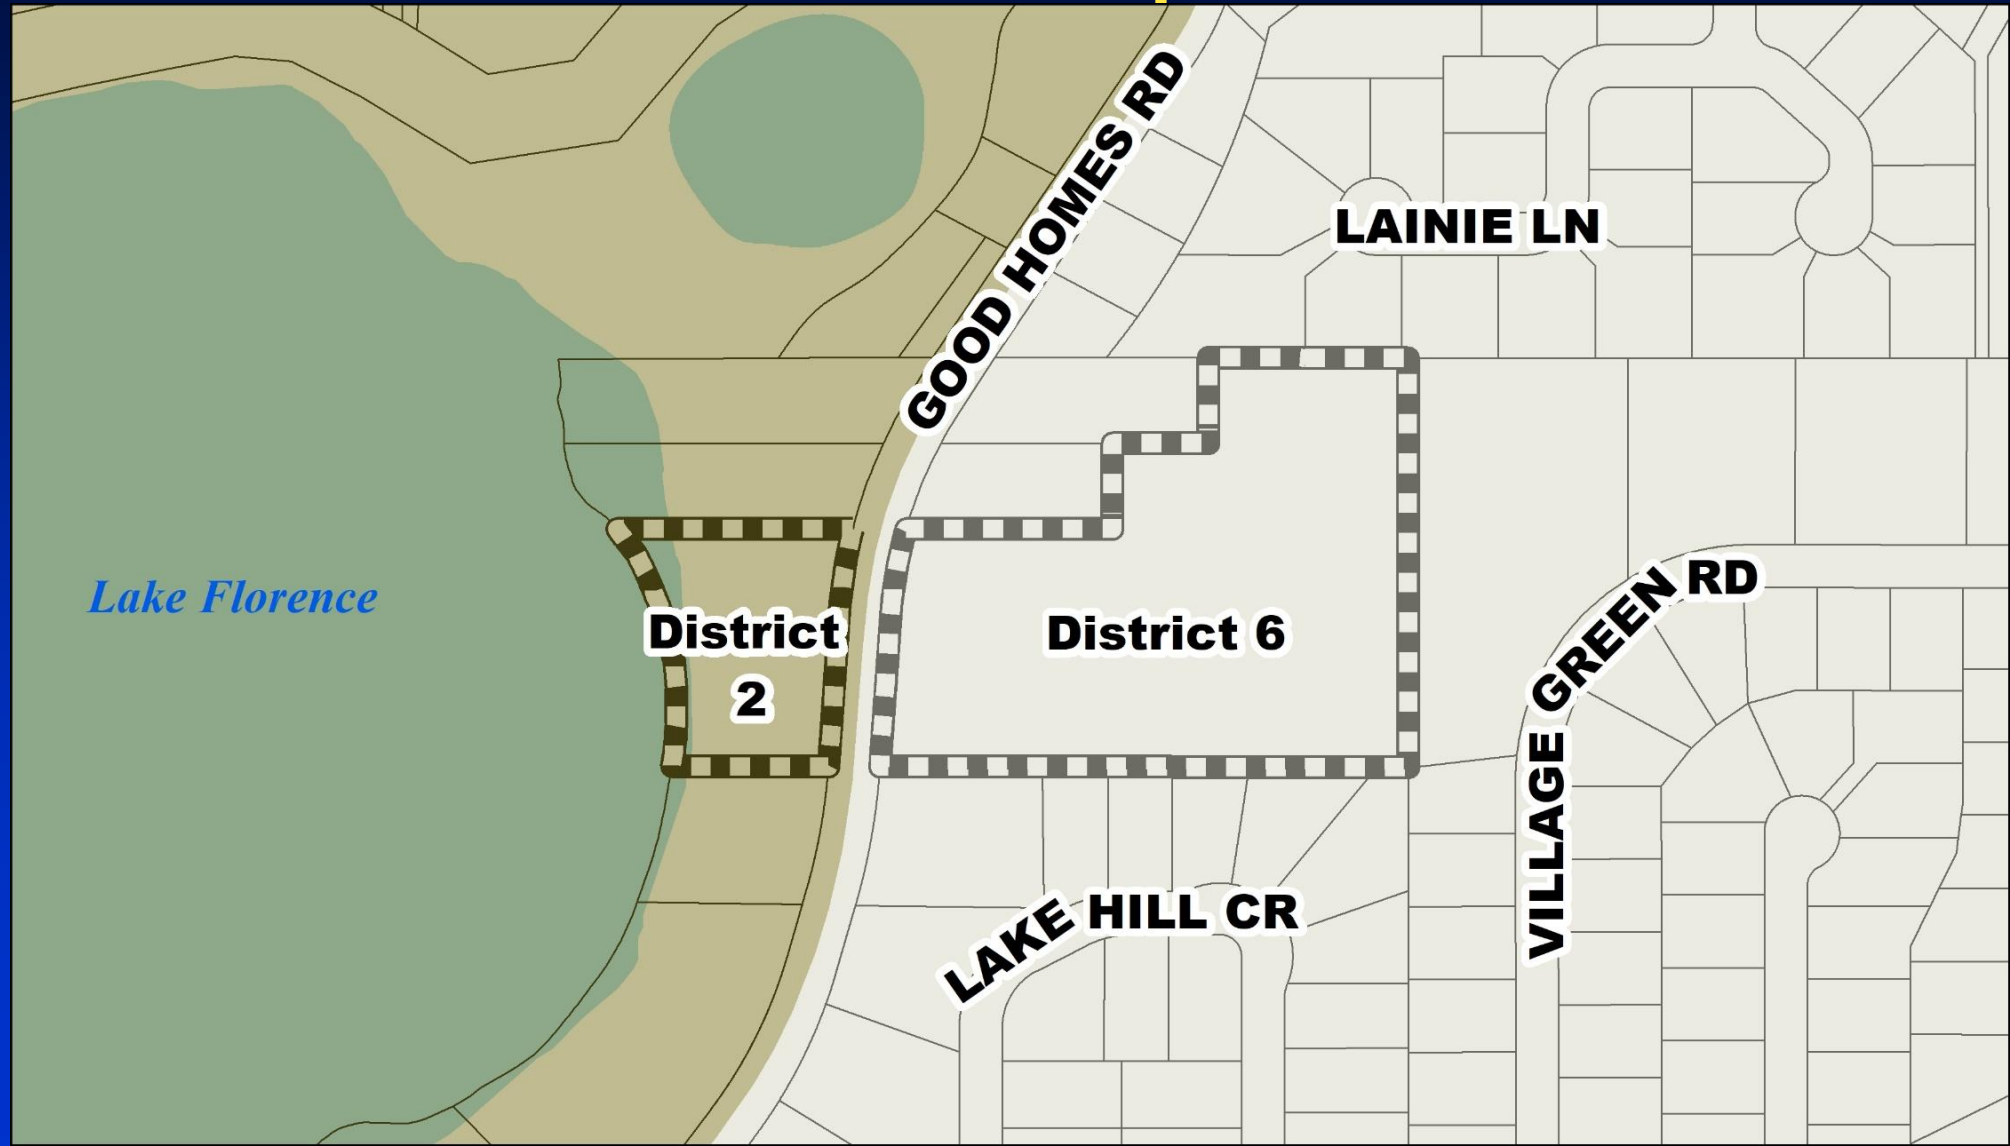 GOOD HOMES RD
LAINIE LN
Lake Florence
District
2
District 6
VILLAGE GREEN RD
LAKE HILL CR